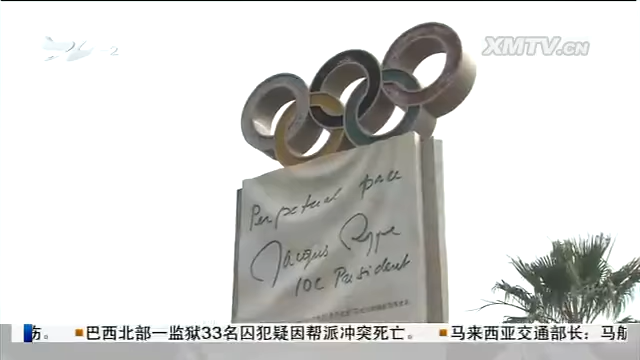 XMTV.CN
2
Perpetual peace
Jacques Rogge
IOC President
伤。 ■巴西北部一监狱33名囚犯疑因帮派冲突死亡。 ■马来西亚交通部长：马航